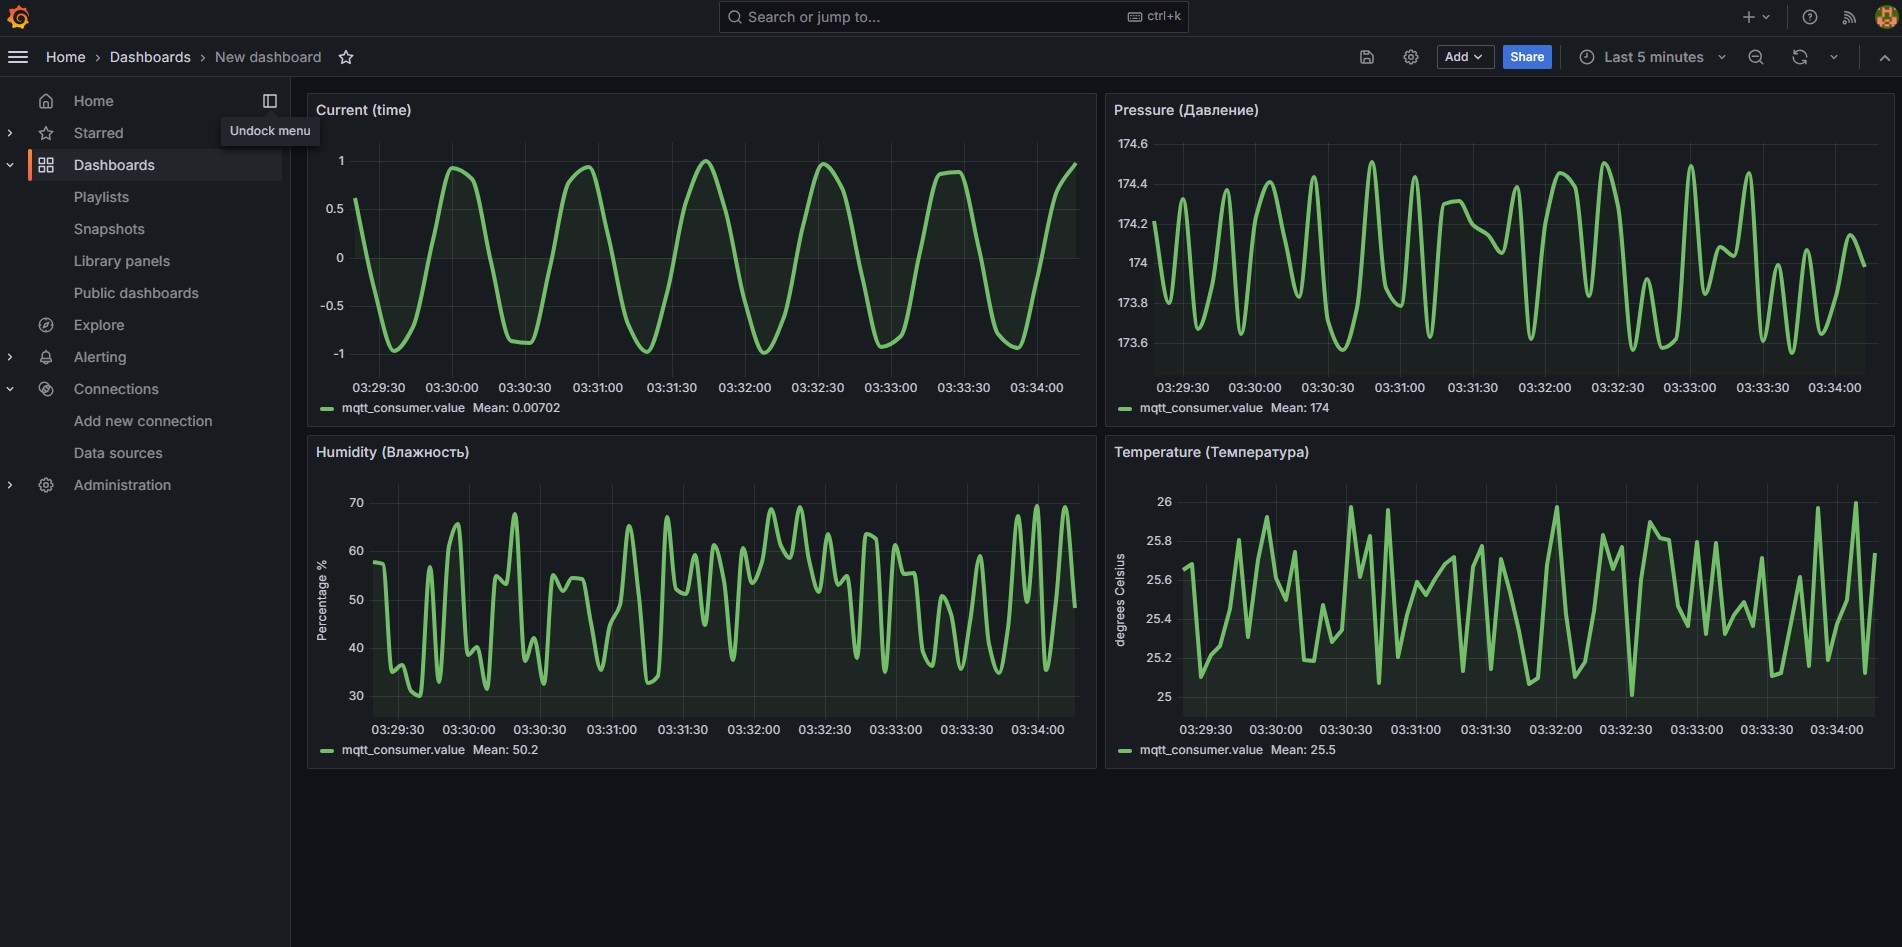 Search or jump to... ctrl+k
Home › Dashboards › New dashboard
Add
Share
Last 5 minutes
Home
Undock menu
Starred
Dashboards
Playlists
Snapshots
Library panels
Public dashboards
Explore
Alerting
Connections
Add new connection
Data sources
Administration
Current (time)
1
0.5
0
-0.5
-1
03:29:30 03:30:00 03:30:30 03:31:00 03:31:30 03:32:00 03:32:30 03:33:00 03:33:30 03:34:00
mqtt_consumer.value Mean: 0.00702
Pressure (Давление)
174.6
174.4
174.2
174
173.8
173.6
03:29:30 03:30:00 03:30:30 03:31:00 03:31:30 03:32:00 03:32:30 03:33:00 03:33:30 03:34:00
mqtt_consumer.value Mean: 174
Humidity (Влажность)
Percentage %
70
60
50
40
30
03:29:30 03:30:00 03:30:30 03:31:00 03:31:30 03:32:00 03:32:30 03:33:00 03:33:30 03:34:00
mqtt_consumer.value Mean: 50.2
Temperature (Температура)
degrees Celsius
26
25.8
25.6
25.4
25.2
25
03:29:30 03:30:00 03:30:30 03:31:00 03:31:30 03:32:00 03:32:30 03:33:00 03:33:30 03:34:00
mqtt_consumer.value Mean: 25.5